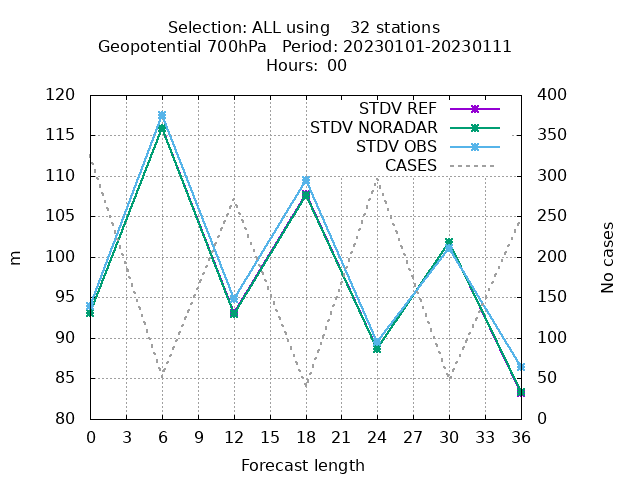 Selection: ALL using    32 stations
Geopotential 700hPa   Period: 20230101-20230111
Hours:  00
STDV REF
STDV NORADAR
STDV OBS
CASES
120
115
110
105
100
95
90
85
80
m
400
350
300
250
200
150
100
50
0
No cases
0 3 6 9 12 15 18 21 24 27 30 33 36
Forecast length